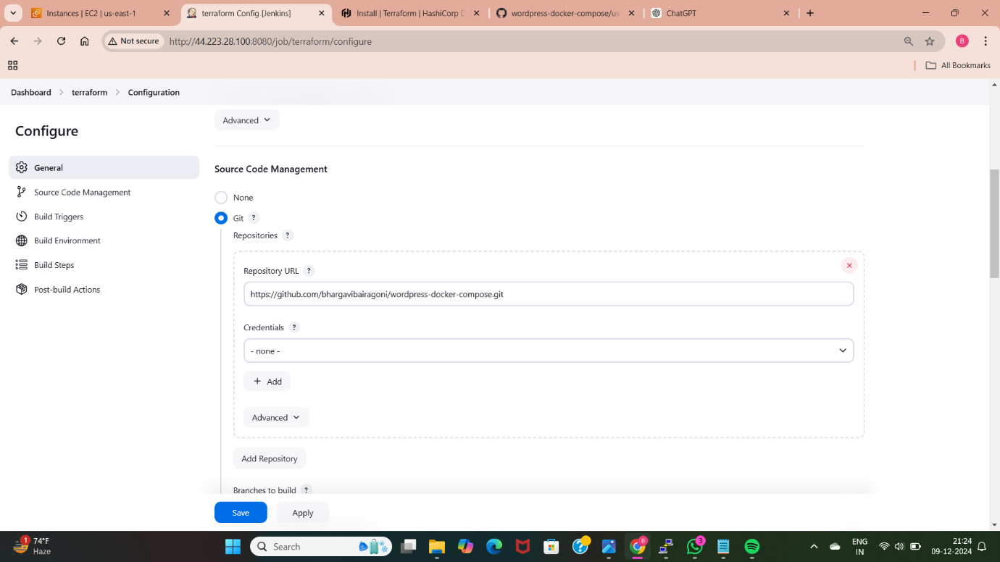 Instances | EC2 | us-east-1
terraform Config [Jenkins]
Install | Terraform | HashiCorp D
wordpress-docker-compose/us
ChatGPT
Not secure
http://44.223.28.100:8080/job/terraform/configure
B
All Bookmarks
Dashboard
terraform
Configuration
Configure
General
Source Code Management
Build Triggers
Build Environment
Build Steps
Post-build Actions
Advanced
Source Code Management
None
Git ?
Repositories ?
Repository URL ?
https://github.com/bhargavibairagoni/wordpress-docker-compose.git
Credentials ?
- none -
+ Add
Advanced
Add Repository
Branches to build ?
Save
Apply
1
74°F
Haze
Search
B
3
ENG
IN
21:24
09-12-2024